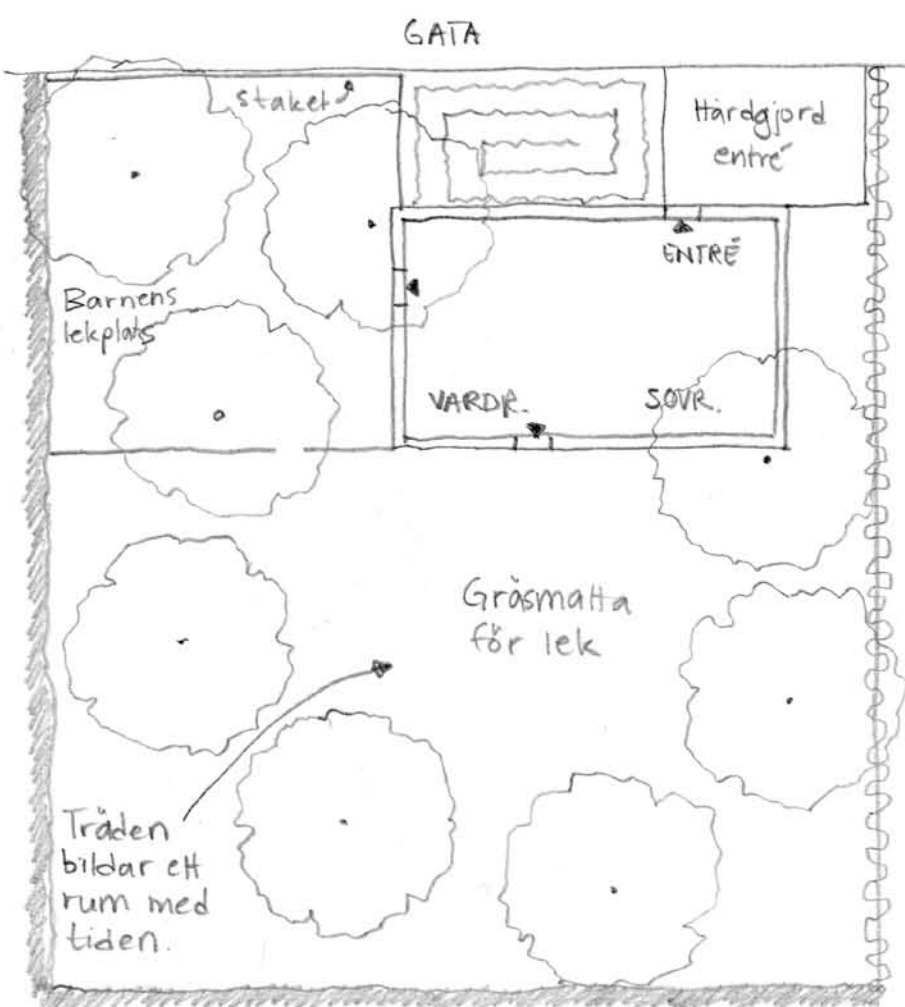 GATA
staket
Hårdgjord
entré
ENTRÉ
Barnens
lekplats
VARDR.
SOVR.
Gräsmatta
för lek
Träden
bildar ett
rum med
tiden.